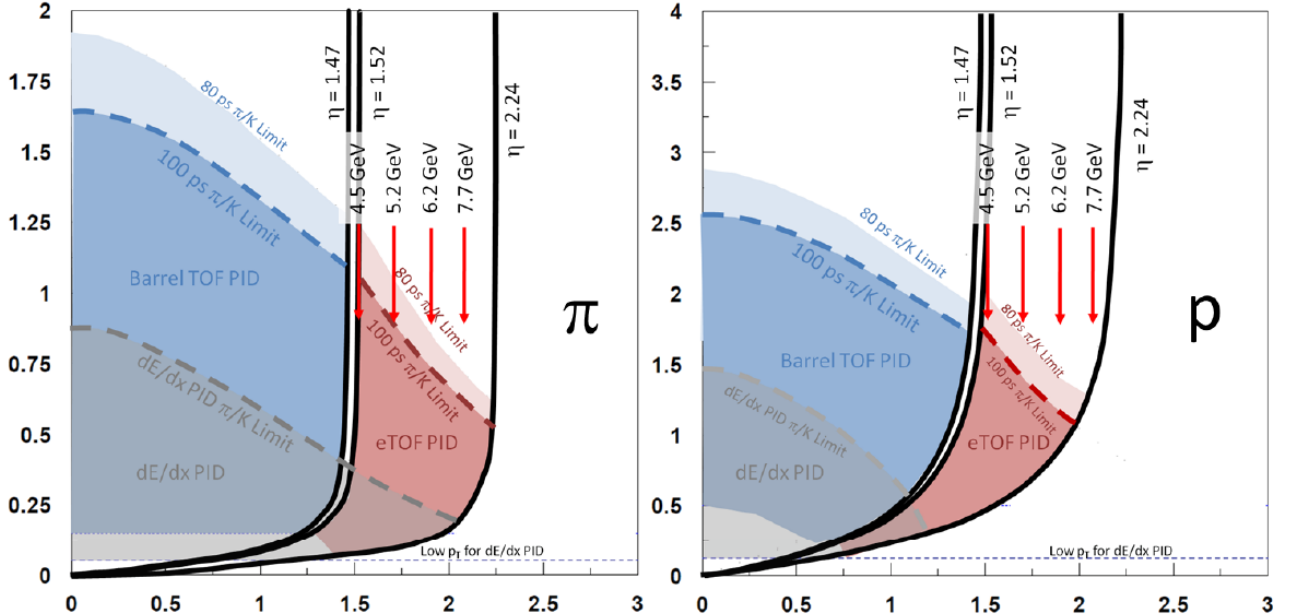 2
1.75
1.5
1.25
1
0.75
0.5
0.25
0
0
0.5
1
1.5
2
2.5
3
80 ps π/K Limit
100 ps π/K Limit
Barrel TOF PID
dE/dx PID π/K Limit
dE/dx PID
η = 1.47
η = 1.52
η = 2.24
4.5 GeV
5.2 GeV
6.2 GeV
7.7 GeV
80 ps π/K Limit
100 ps π/K Limit
eTOF PID
Low pT for dE/dx PID
π
4
3.5
3
2.5
2
1.5
1
0.5
0
0
0.5
1
1.5
2
2.5
3
80 ps π/K Limit
100 ps π/K Limit
Barrel TOF PID
dE/dx PID π/K Limit
dE/dx PID
η = 1.47
η = 1.52
η = 2.24
4.5 GeV
5.2 GeV
6.2 GeV
7.7 GeV
80 ps π/K Limit
100 ps π/K Limit
eTOF PID
Low pT for dE/dx PID
p